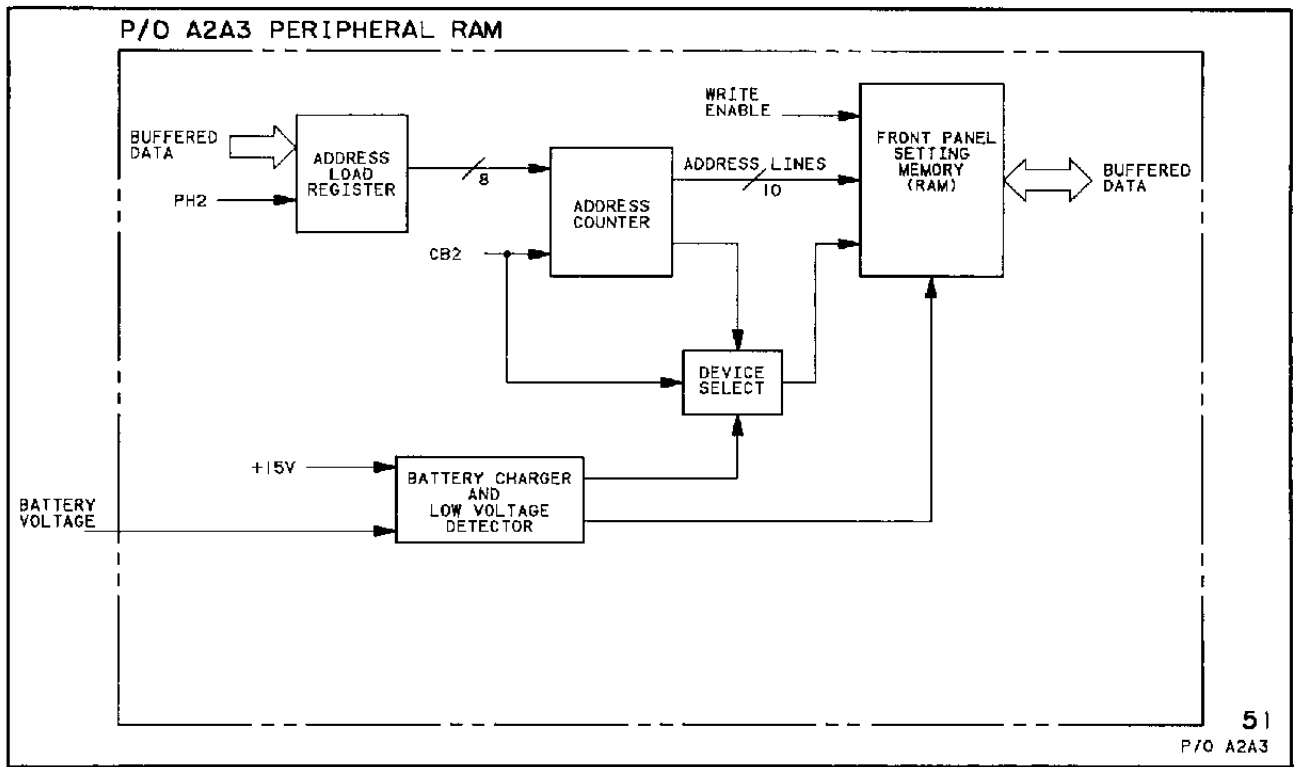 P/O A2A3 PERIPHERAL RAM
BUFFERED
DATA
PH2
ADDRESS
LOAD
REGISTER
8
CB2
ADDRESS
COUNTER
WRITE
ENABLE
ADDRESS LINES
10
FRONT PANEL
SETTING
MEMORY
(RAM)
BUFFERED
DATA
DEVICE
SELECT
+15V
BATTERY
VOLTAGE
BATTERY CHARGER
AND
LOW VOLTAGE
DETECTOR
51
P/O A2A3